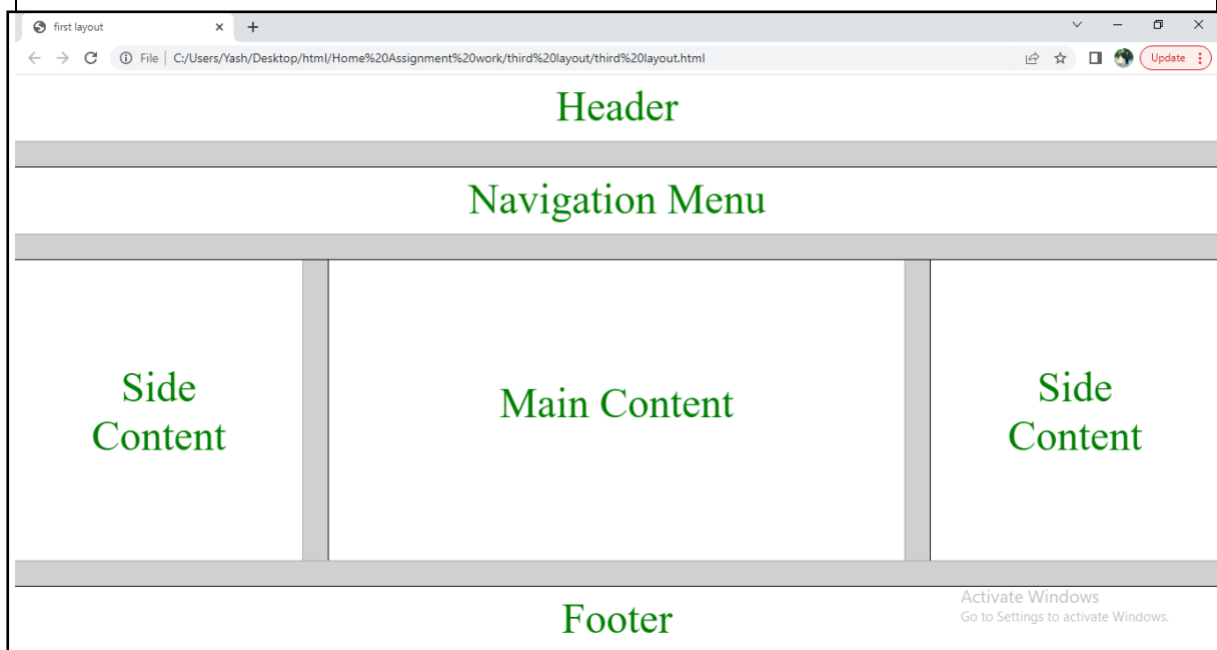 first layout
File | C:/Users/Yash/Desktop/html/Home%20Assignment%20work/third%20layout/third%20layout.html
Update
Header
Navigation Menu
Side
Content
Main Content
Side
Content
Activate Windows
Go to Settings to activate Windows.
Footer